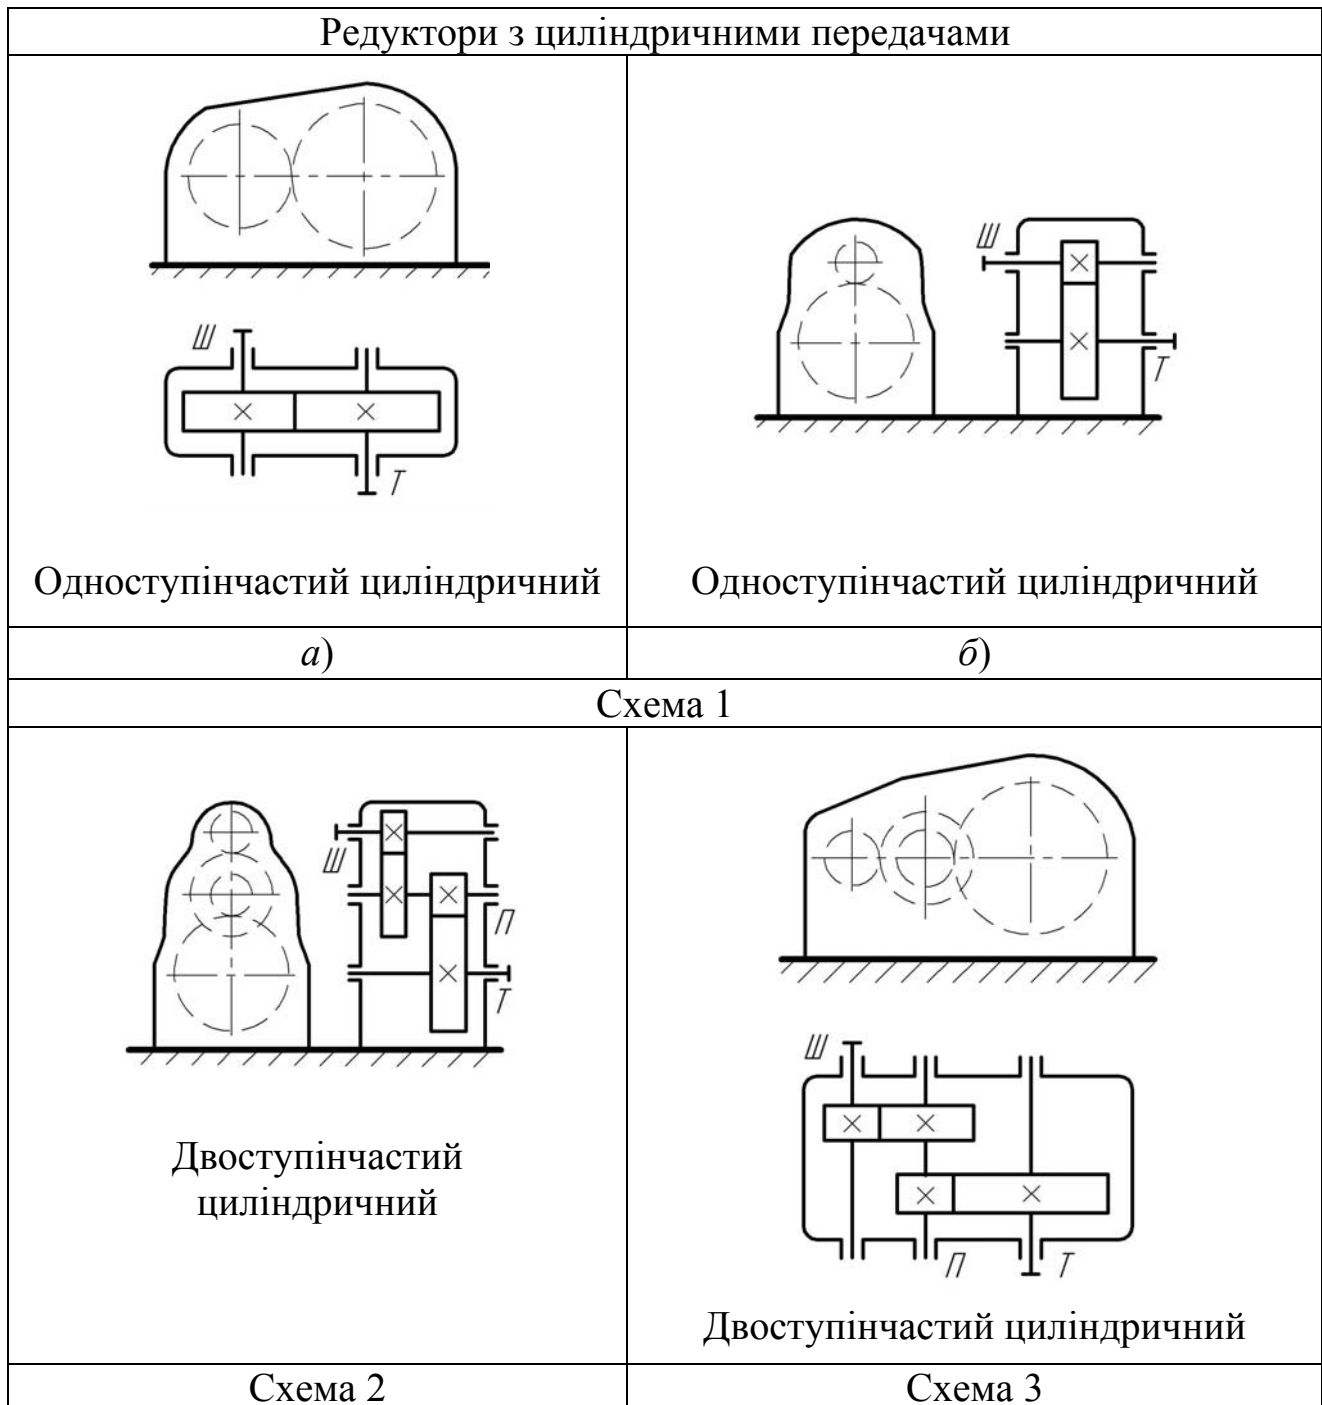 Редуктори з циліндричними передачами
Ш
Т
Одноступінчастий циліндричний
Ш
Т
Одноступінчастий циліндричний
а)
б)
Схема 1
Ш
П
Т
Двоступінчастий
циліндричний
Ш
П
Т
Двоступінчастий циліндричний
Схема 2
Схема 3